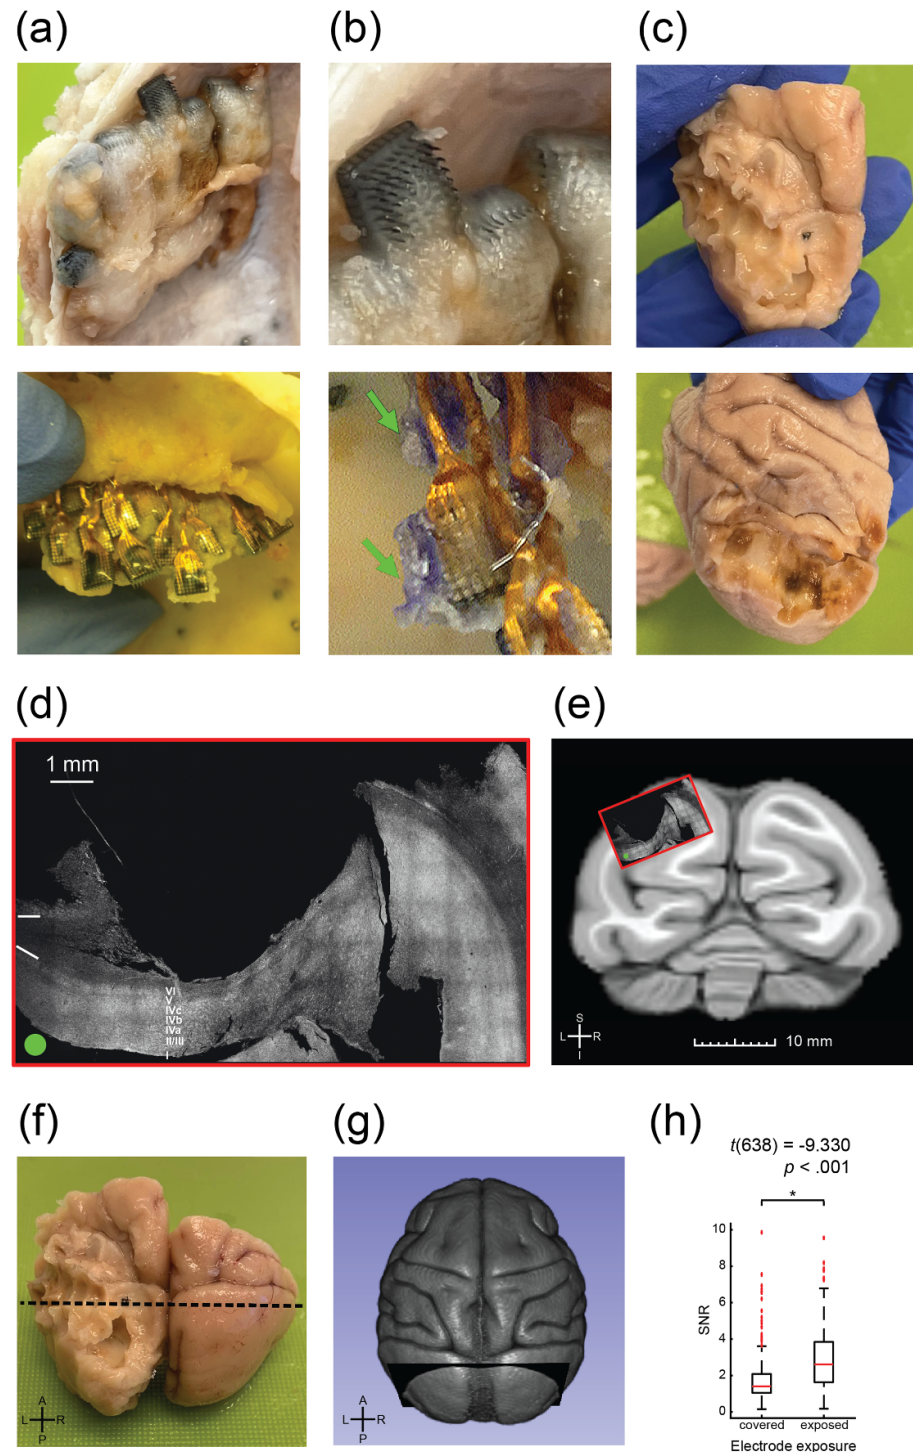 (a)
(b)
(c)
(d)
(e)
1 mm
VI
V
IVc
IVb
IVa
II/III
I
S
L R
I
10 mm
(f)
(g)
(h)
A
L R
P
A
L R
P
t(638) = -9.330
p < .001
*
10
8
6
4
2
0
SNR
covered exposed
Electrode exposure